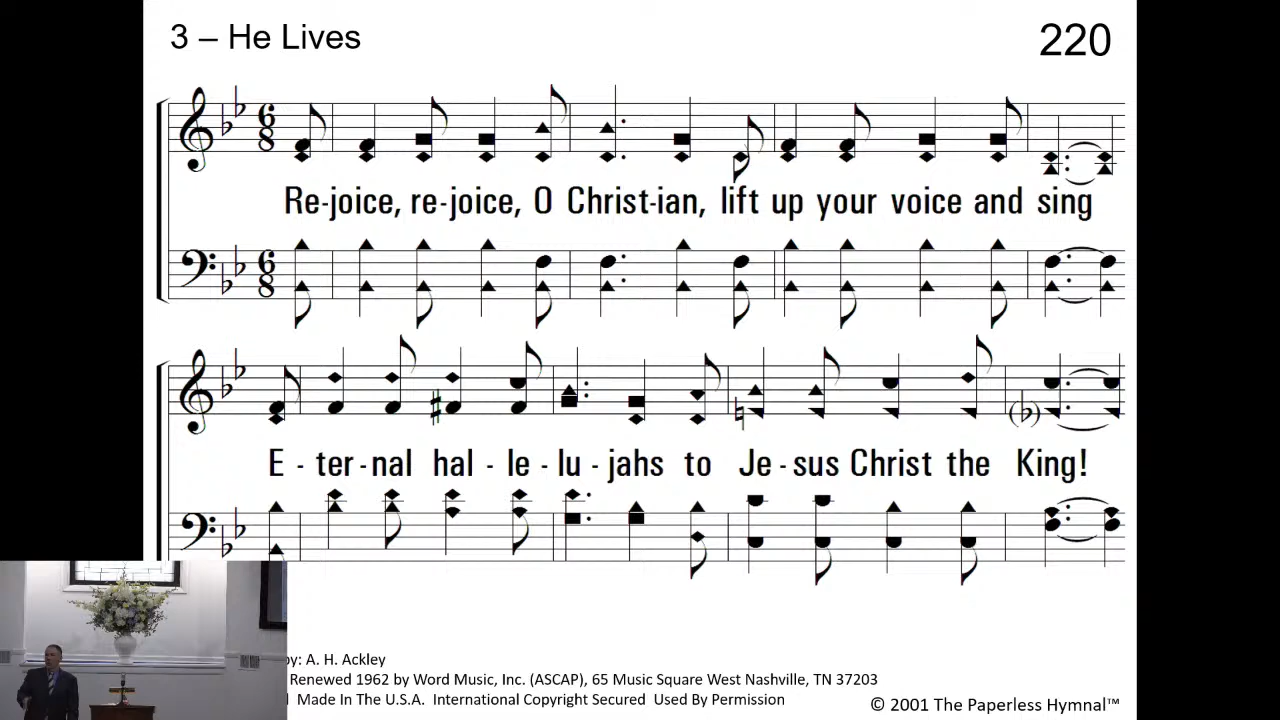 3 – He Lives
220
Re-joice, re-joice, O Christ-ian, lift up your voice and sing
E - ter - nal hal - le - lu - jahs to Je - sus Christ the King!
by: A. H. Ackley
Renewed 1962 by Word Music, Inc. (ASCAP), 65 Music Square West Nashville, TN 37203
Made In The U.S.A. International Copyright Secured Used By Permission
© 2001 The Paperless Hymnal™